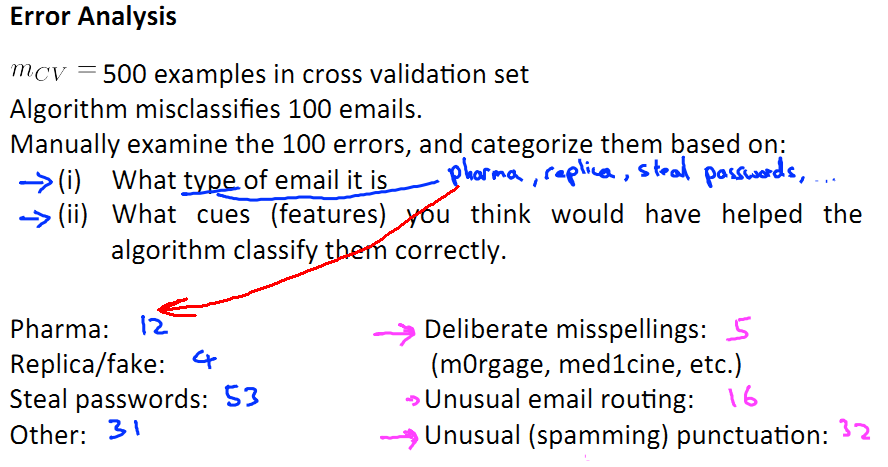 Error Analysis
m_CV = 500 examples in cross validation set
Algorithm misclassifies 100 emails.
Manually examine the 100 errors, and categorize them based on:
→ (i) What type of email it is pharma, replica, steal passwords, ...
→ (ii) What cues (features) you think would have helped the
algorithm classify them correctly.
Pharma: 12
Replica/fake: 4
Steal passwords: 53
Other: 31
→ Deliberate misspellings: 5
(m0rgage, med1cine, etc.)
→ Unusual email routing: 16
→ Unusual (spamming) punctuation: 32